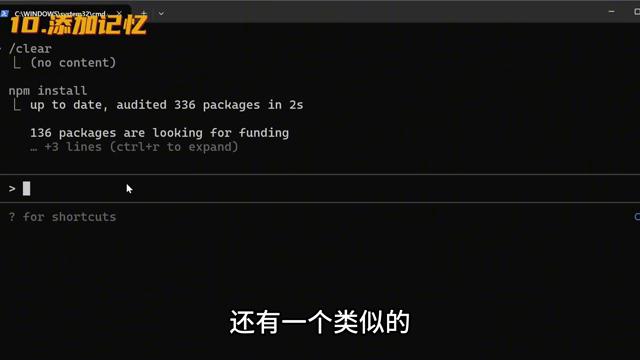 C:\WINDOWS\system32\cmd
10.添加记忆
/clear
(no content)
npm install
up to date, audited 336 packages in 2s
136 packages are looking for funding
… +3 lines (ctrl+r to expand)
>
? for shortcuts
还有一个类似的